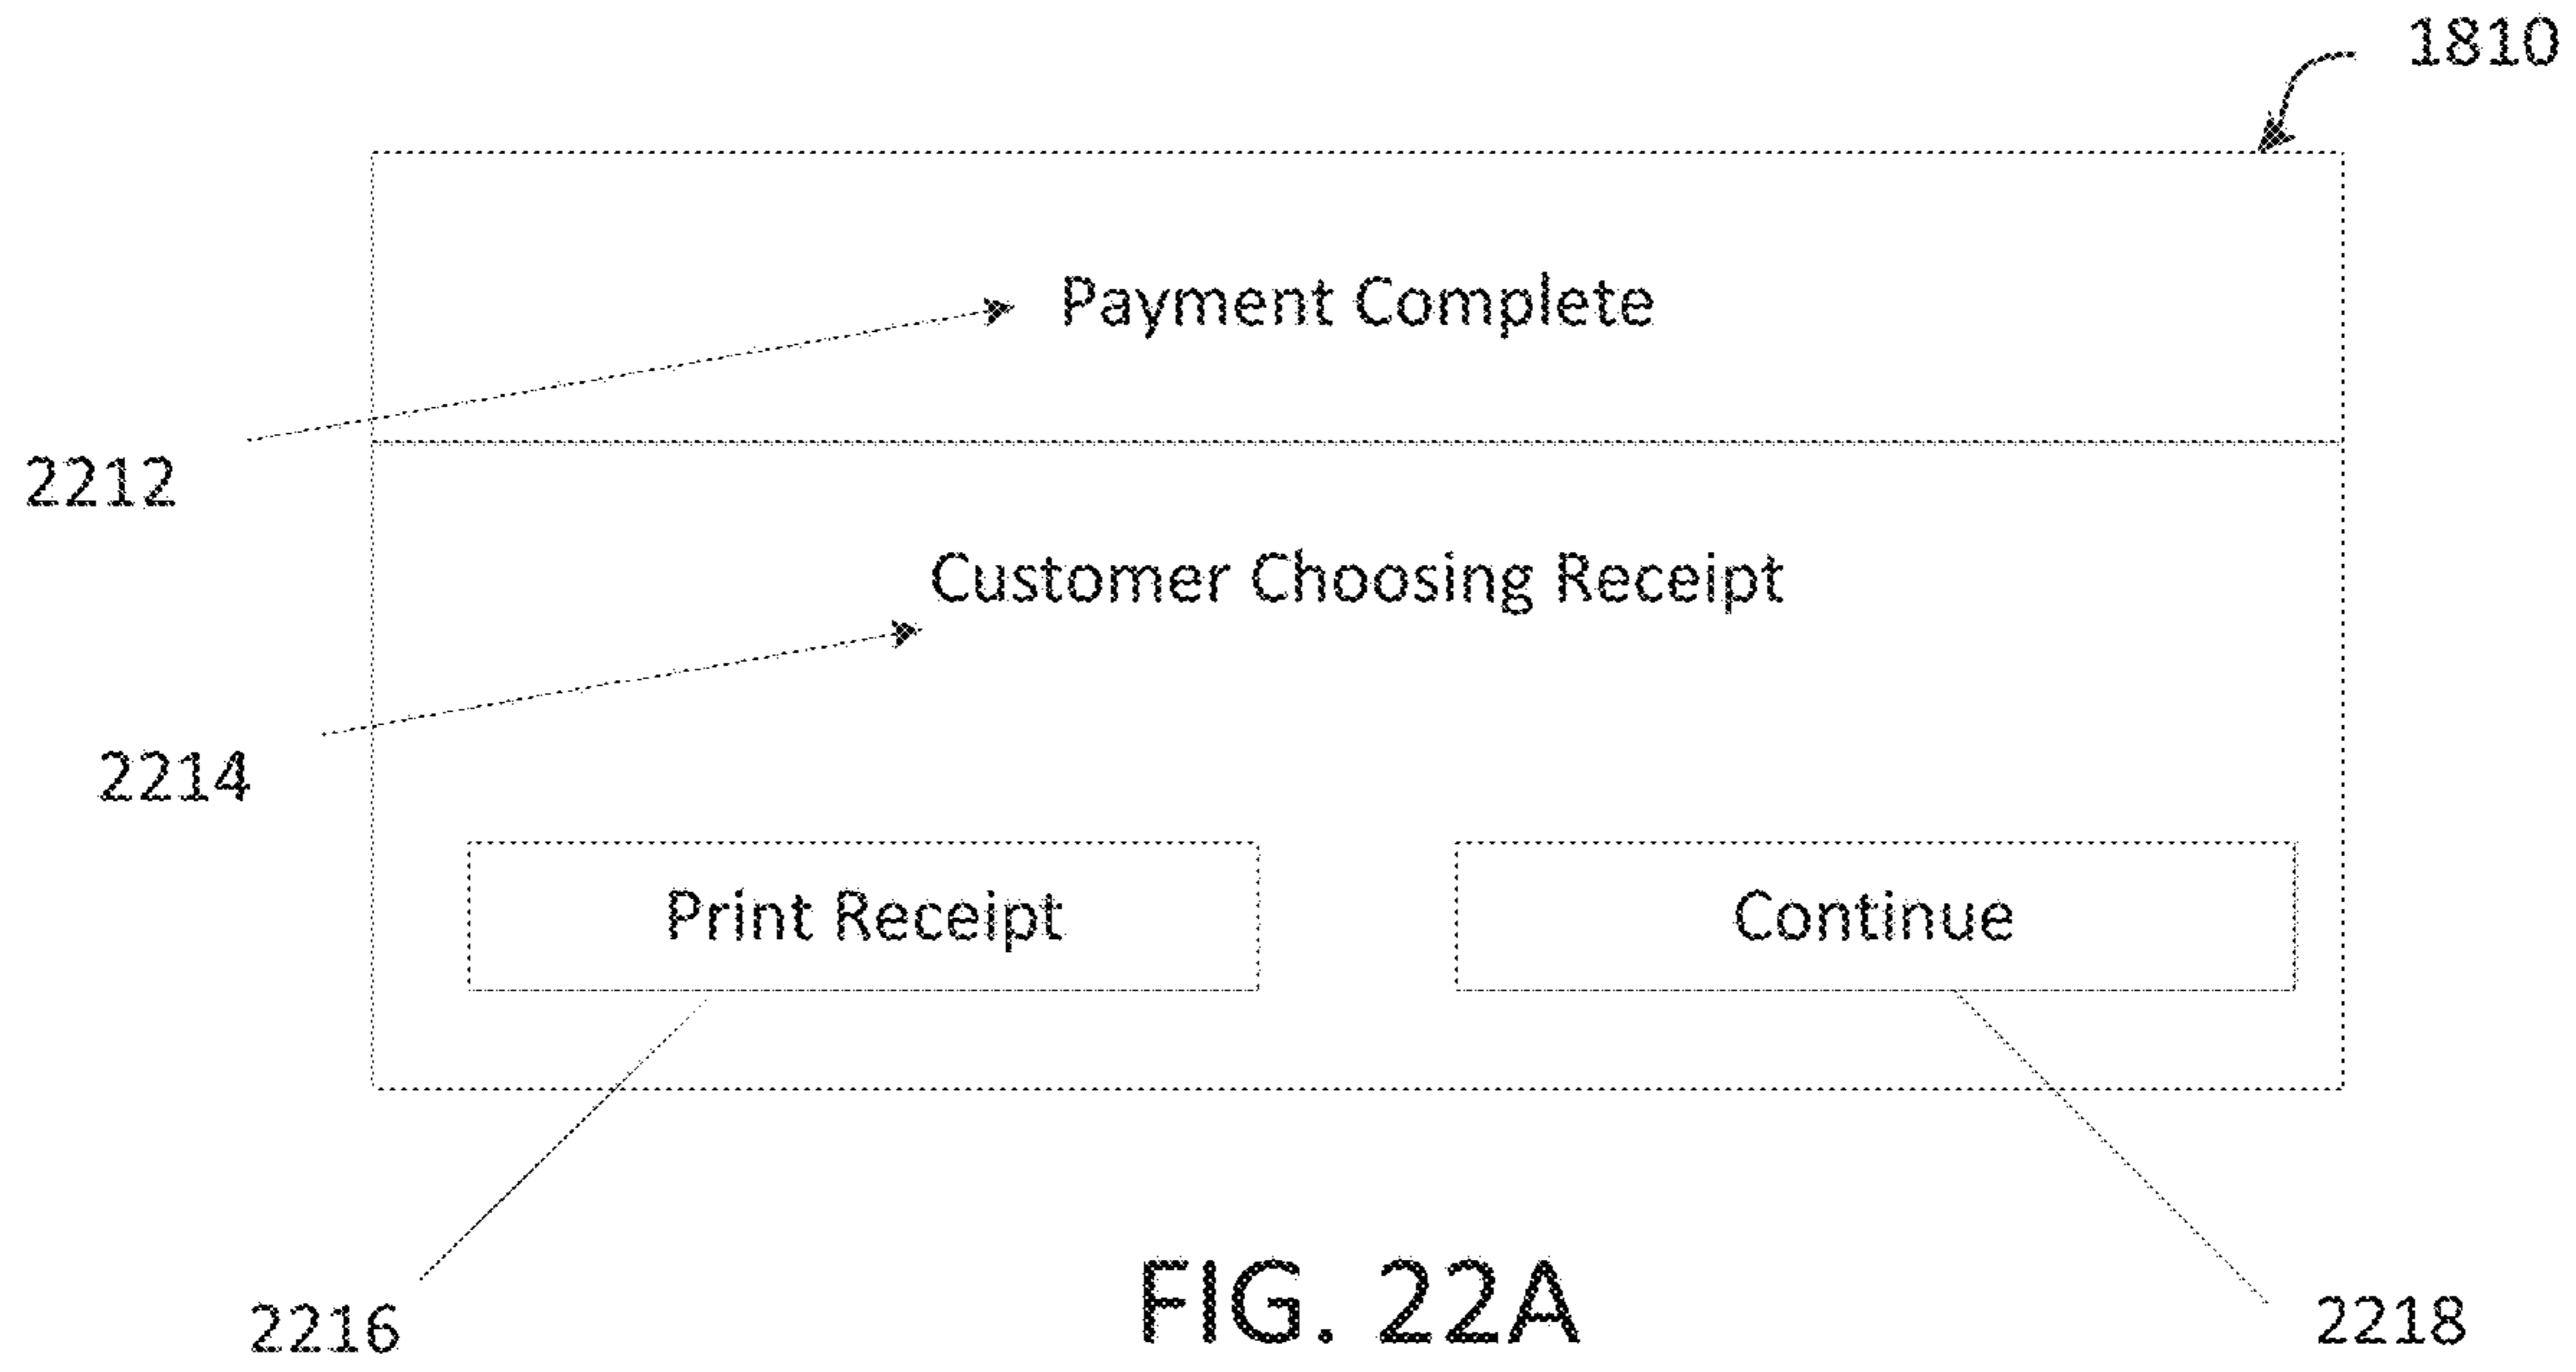 1810
Payment Complete
2212
Customer Choosing Receipt
2214
Print Receipt
Continue
2216
2218
FIG. 22A